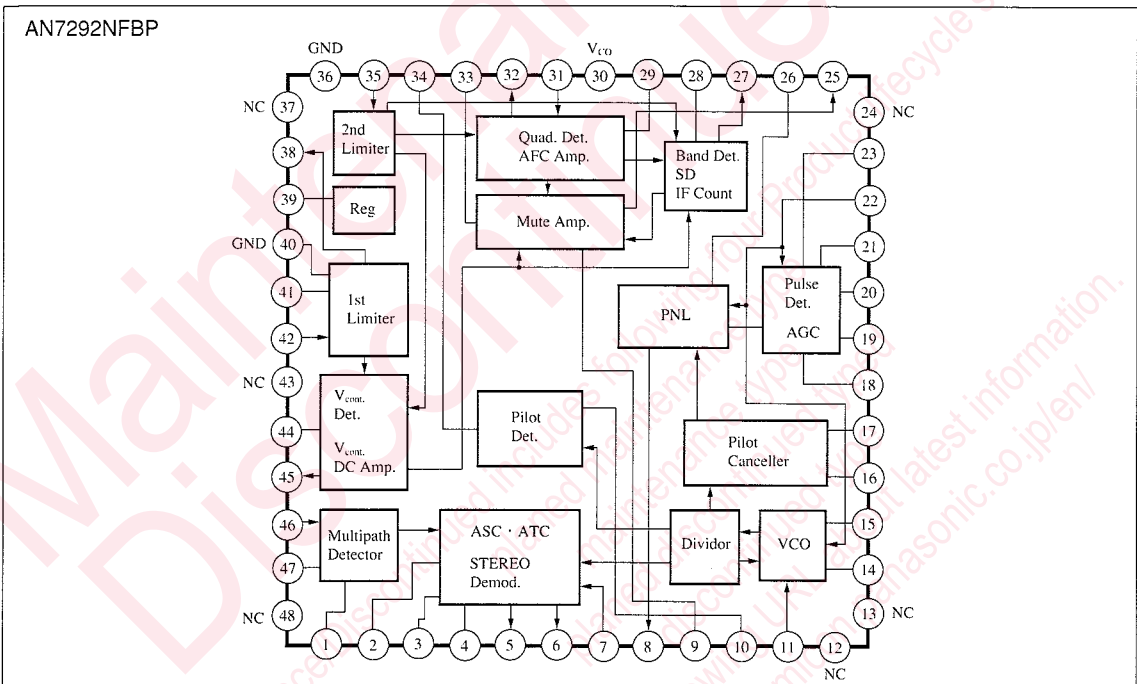 AN7292NFBP
GND
V_CO
36 35 34 33 32 31 30 29 28 27 26 25
NC
37
24
NC
38
23
39
22
GND
40
21
41
20
42
19
NC
43
18
44
17
45
16
46
15
47
14
NC
48
13
NC
2nd
Limiter
Quad. Det.
AFC Amp.
Band Det.
SD
IF Count
Reg
Mute Amp.
1st
Limiter
PNL
Pulse
Det.
AGC
V_cont.
Det.
V_cont.
DC Amp.
Pilot
Det.
Pilot
Canceller
Multipath
Detector
ASC · ATC
STEREO
Demod.
Dividor
VCO
1 2 3 4 5 6 7 8 9 10 11 12
NC